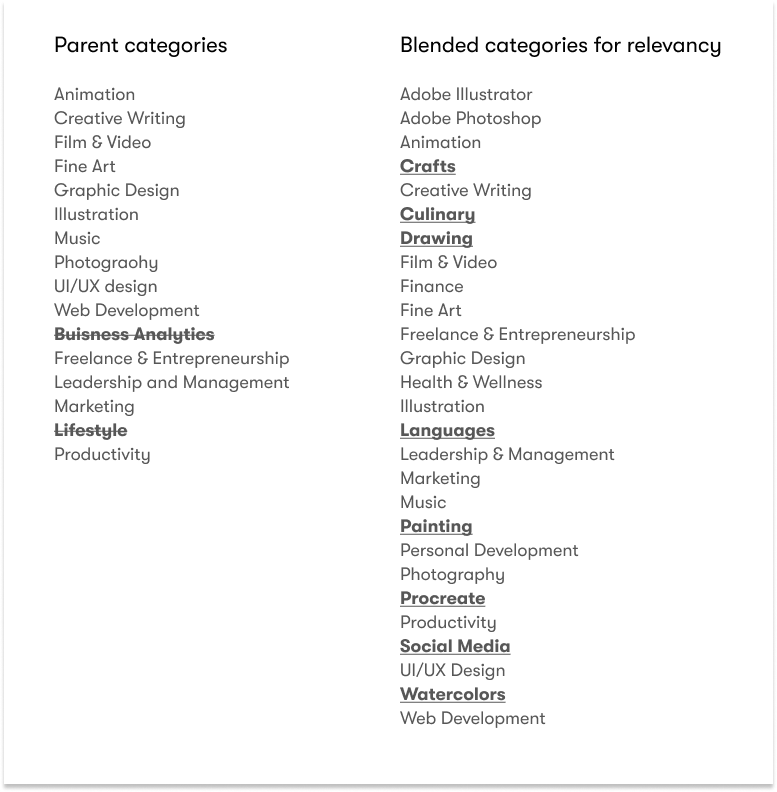 Parent categories
Animation
Creative Writing
Film & Video
Fine Art
Graphic Design
Illustration
Music
Photograohy
UI/UX design
Web Development
Buisness Analytics
Freelance & Entrepreneurship
Leadership and Management
Marketing
Lifestyle
Productivity
Blended categories for relevancy
Adobe Illustrator
Adobe Photoshop
Animation
Crafts
Creative Writing
Culinary
Drawing
Film & Video
Finance
Fine Art
Freelance & Entrepreneurship
Graphic Design
Health & Wellness
Illustration
Languages
Leadership & Management
Marketing
Music
Painting
Personal Development
Photography
Procreate
Productivity
Social Media
UI/UX Design
Watercolors
Web Development